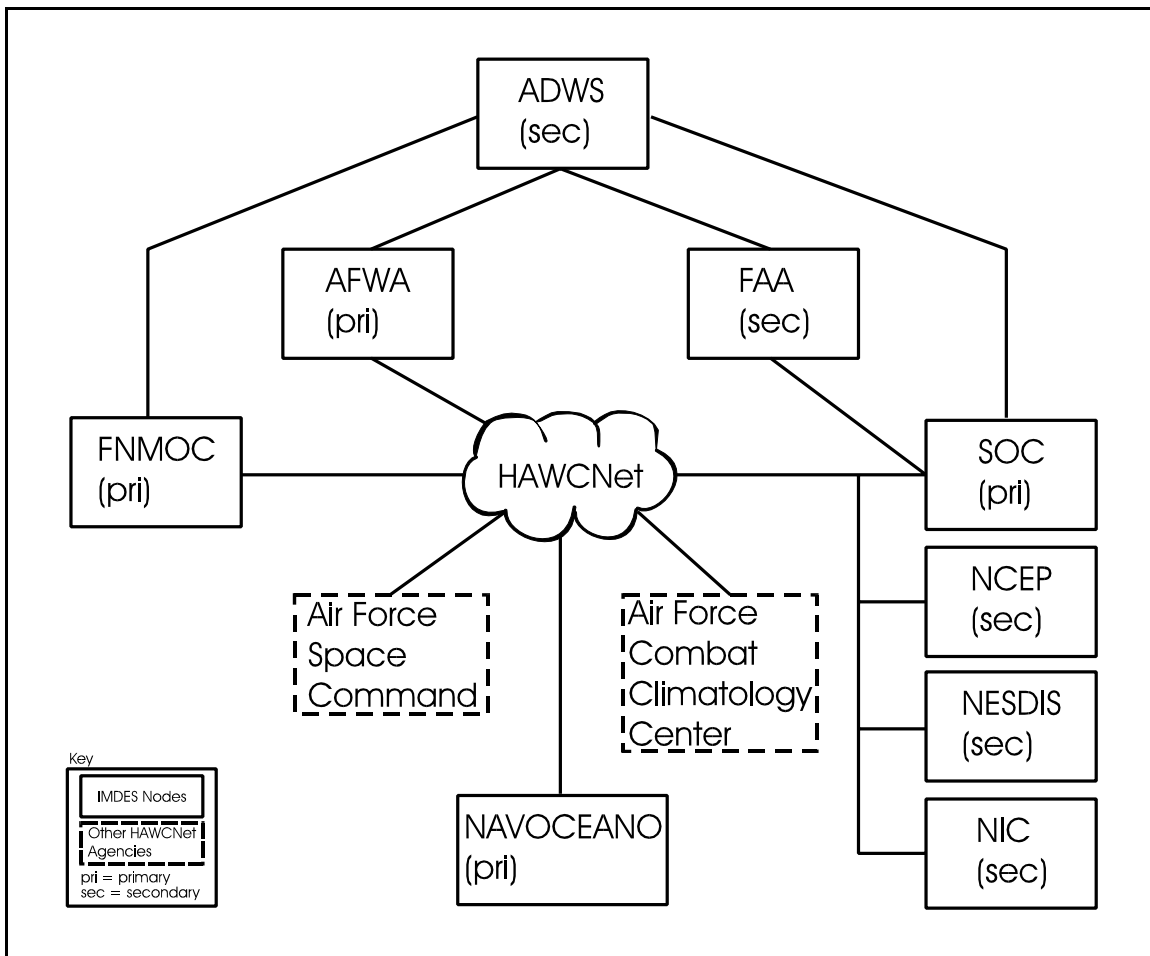 ADWS
(sec)
AFWA
(pri)
FAA
(sec)
FNMOC
(pri)
HAWCNet
SOC
(pri)
Air Force
Space
Command
Air Force
Combat
Climatology
Center
NCEP
(sec)
NESDIS
(sec)
NIC
(sec)
NAVOCEANO
(pri)
Key
IMDES Nodes
Other HAWCNet
Agencies
pri = primary
sec = secondary